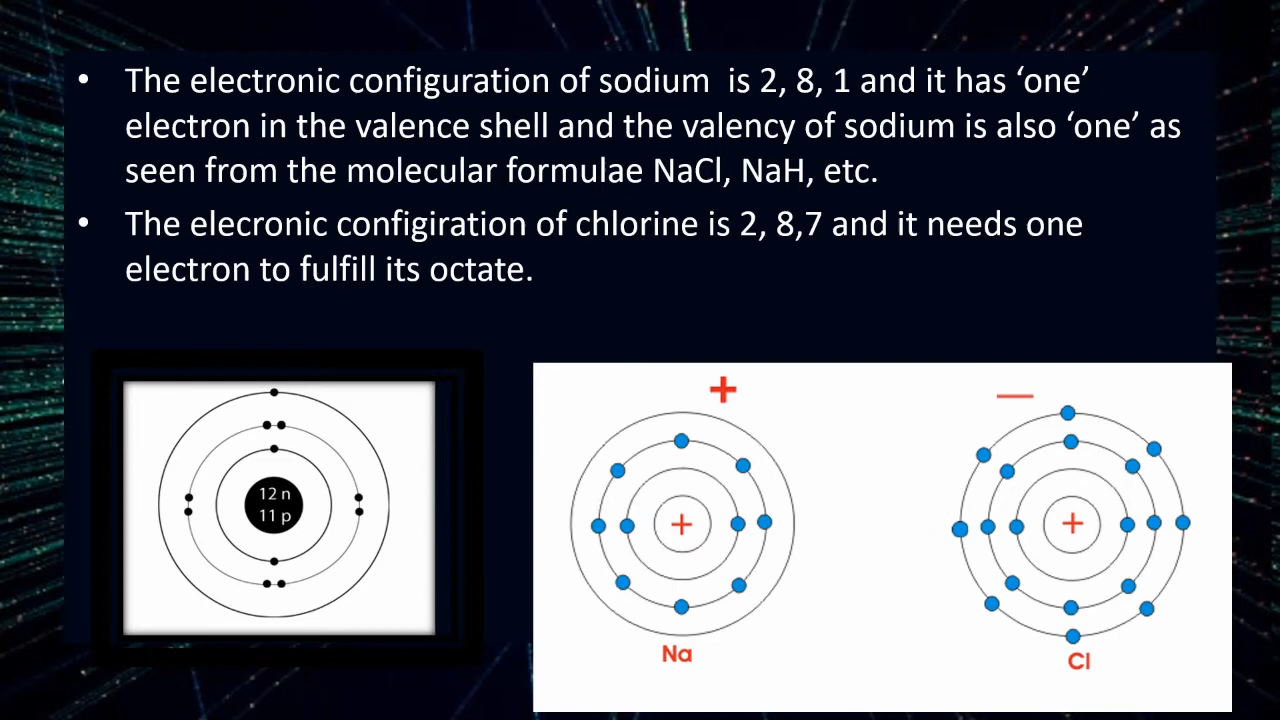 • The electronic configuration of sodium  is 2, 8, 1 and it has ‘one’
electron in the valence shell and the valency of sodium is also ‘one’ as
seen from the molecular formulae NaCl, NaH, etc.
• The elecronic configiration of chlorine is 2, 8,7 and it needs one
electron to fulfill its octate.
12 n
11 p
+
+
Na
—
+
Cl